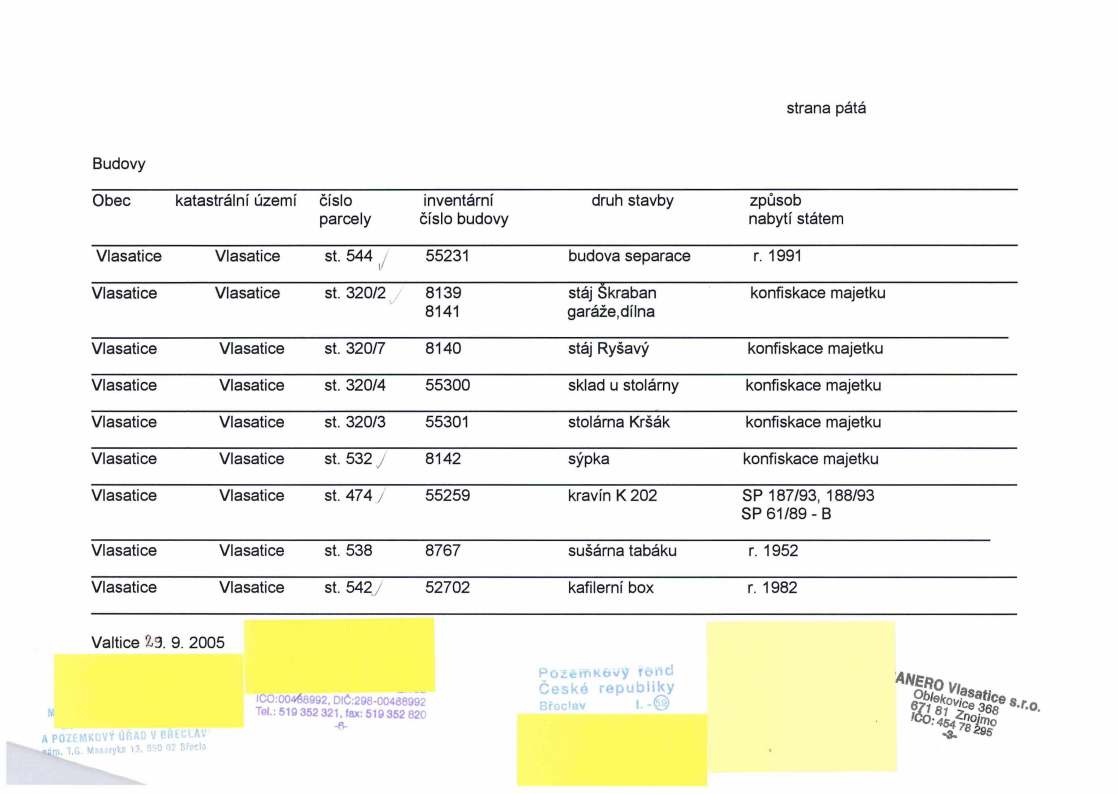 strana pátá
Budovy
Obec katastrální území číslo inventární druh stavby způsob
parcely číslo budovy nabytí státem
Vlasatice Vlasatice st. 544 55231 budova separace r. 1991
Vlasatice Vlasatice st. 320/2 8139 stáj Škraban konfiskace majetku
8141 garáže,dílna
Vlasatice Vlasatice st. 320/7 8140 stáj Ryšavý konfiskace majetku
Vlasatice Vlasatice st. 320/4 55300 sklad u stolárny konfiskace majetku
Vlasatice Vlasatice st. 320/3 55301 stolárna Kršák konfiskace majetku
Vlasatice Vlasatice st. 532 8142 sýpka konfiskace majetku
Vlasatice Vlasatice st. 474 55259 kravín K 202 SP 187/93, 188/93
SP 61/89 - B
Vlasatice Vlasatice st. 538 8767 sušárna tabáku r. 1952
Vlasatice Vlasatice st. 542 52702 kafilerní box r. 1982
Valtice 29. 9. 2005
A POZEMKOVÝ ÚŘAD V BŘECLAV
nám. T.G. Masaryka 13, 690 02 Břecla
IČO:00488992, DIČ:298-00488992
Tel.: 519 352 321, fax: 519 352 820
-6-
Pozemkový fond
České republiky
Břeclav I. - 59
ANERO Vlasatice s.r.o.
Oblekovice 368
671 81 Znojmo
IČO: 454 78 295
-3-